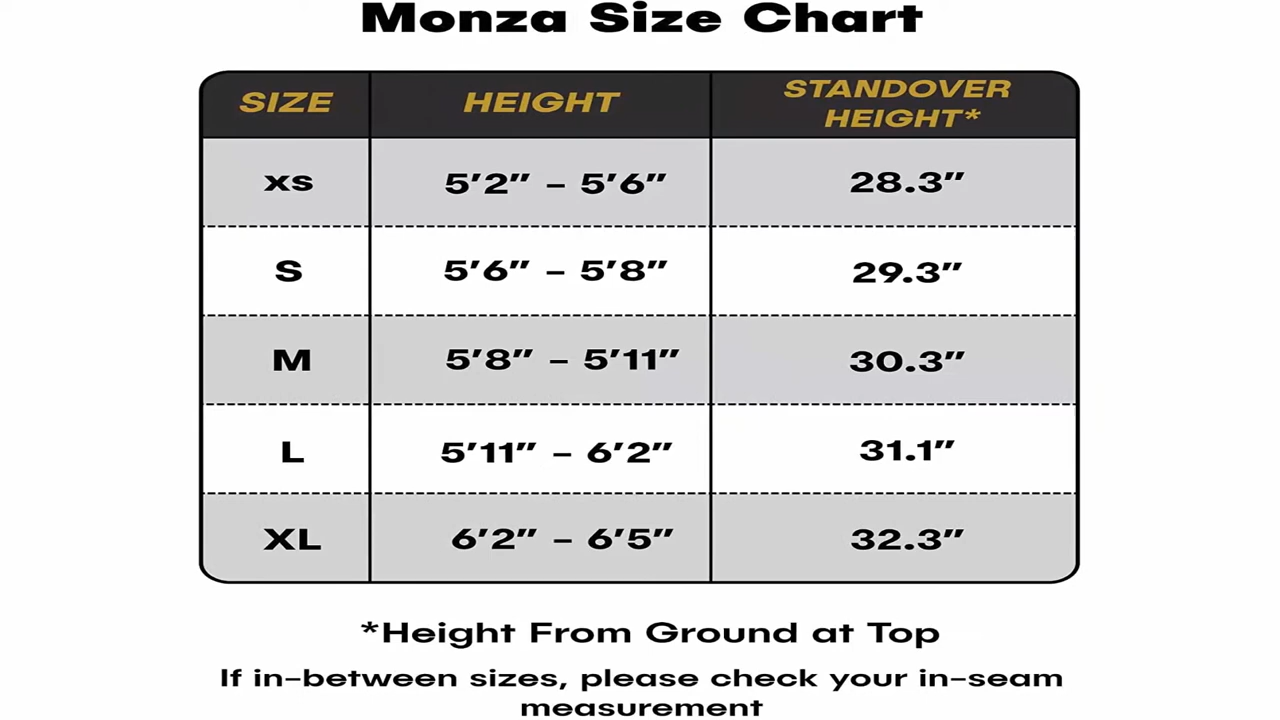 Monza Size Chart
SIZE HEIGHT STANDOVER HEIGHT*
xs 5’2” – 5’6” 28.3”
S 5’6” – 5’8” 29.3”
M 5’8” – 5’11” 30.3”
L 5’11” – 6’2” 31.1”
XL 6’2” – 6’5” 32.3”
*Height From Ground at Top
If in-between sizes, please check your in-seam
measurement